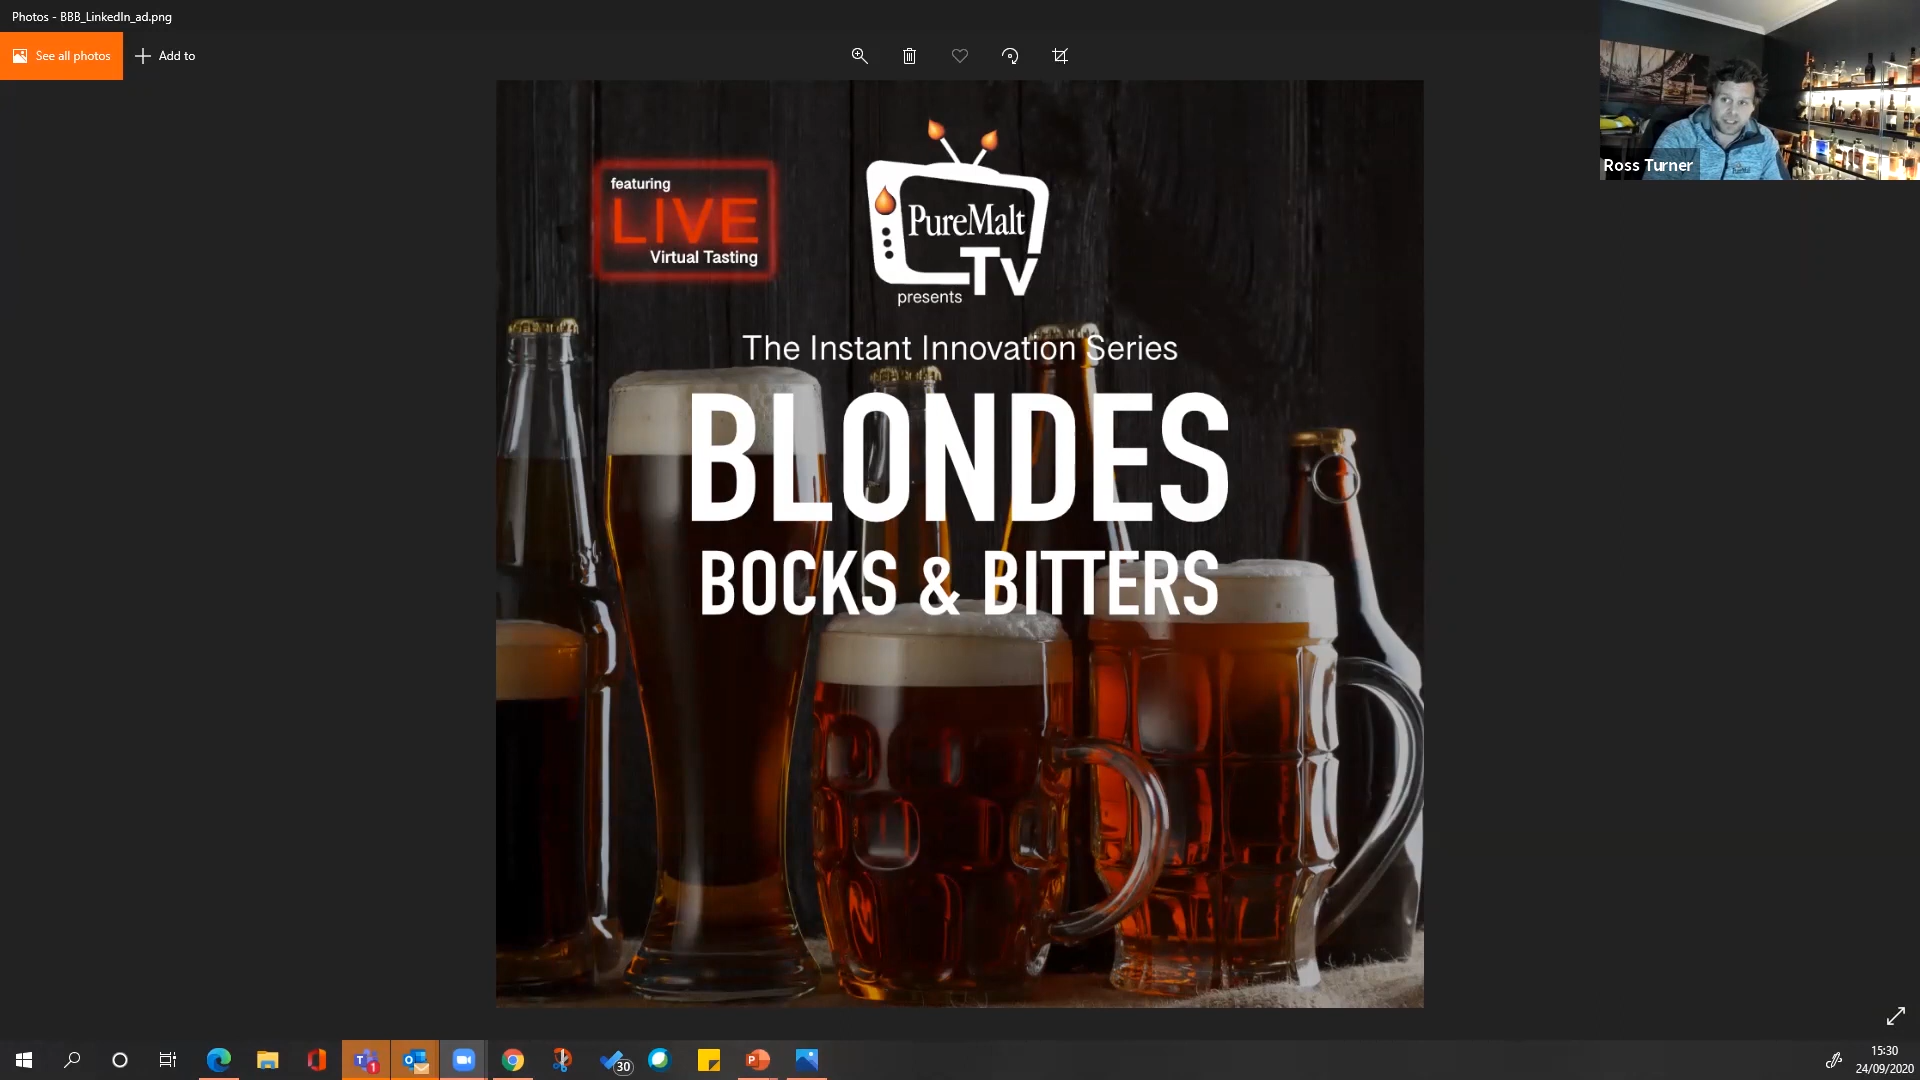 Photos - BBB_LinkedIn_ad.png
See all photos
Add to
Ross Turner
featuring
LIVE
Virtual Tasting
PureMalt
TV
presents
The Instant Innovation Series
BLONDES
BOCKS & BITTERS
1
30
15:30
24/09/2020